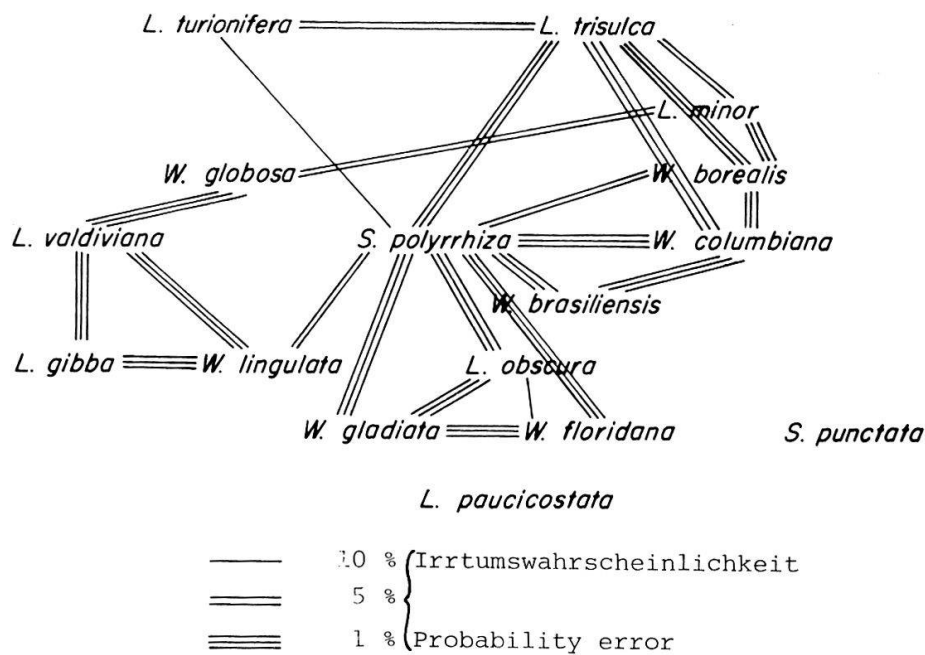 L. turionifera L. trisulca
L. minor
W. globosa W. borealis
L. valdiviana S. polyrrhiza W. columbiana
W. brasiliensis
L. gibba W. lingulata L. obscura
W. gladiata W. floridana S. punctata
L. paucicostata
10 % Irrtumswahrscheinlichkeit
5 %
1 % Probability error